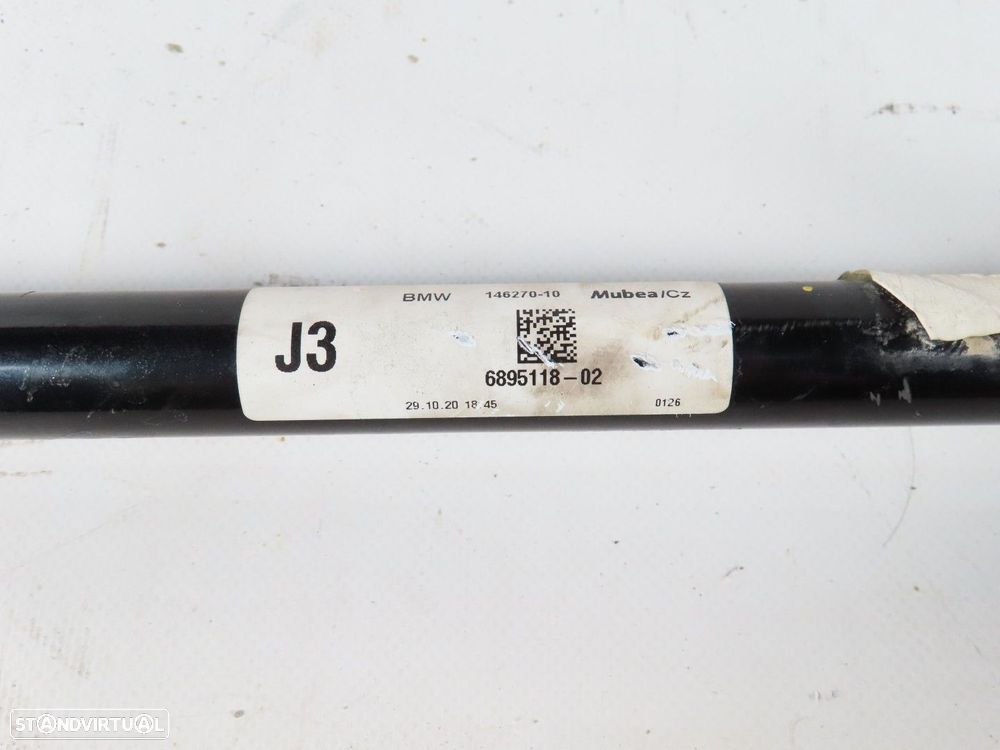 BMW 146270-10 Mubea/Cz
J3
6895118-02
29.10.20 18 45 0126
STANDVIRTUAL